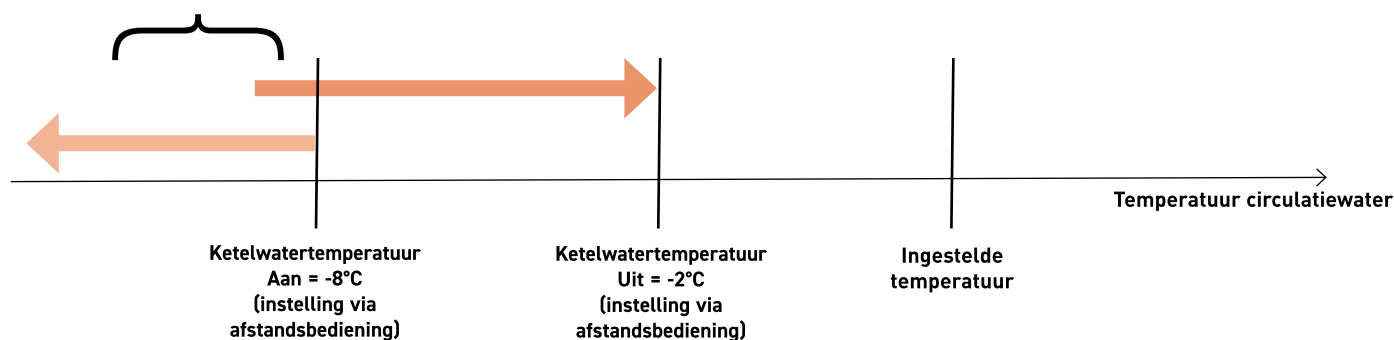 Temperatuur circulatiewater
Ketelwatertemperatuur
Aan = -8°C
(instelling via
afstandsbediening)
Ketelwatertemperatuur
Uit = -2°C
(instelling via
afstandsbediening)
Ingestelde
temperatuur